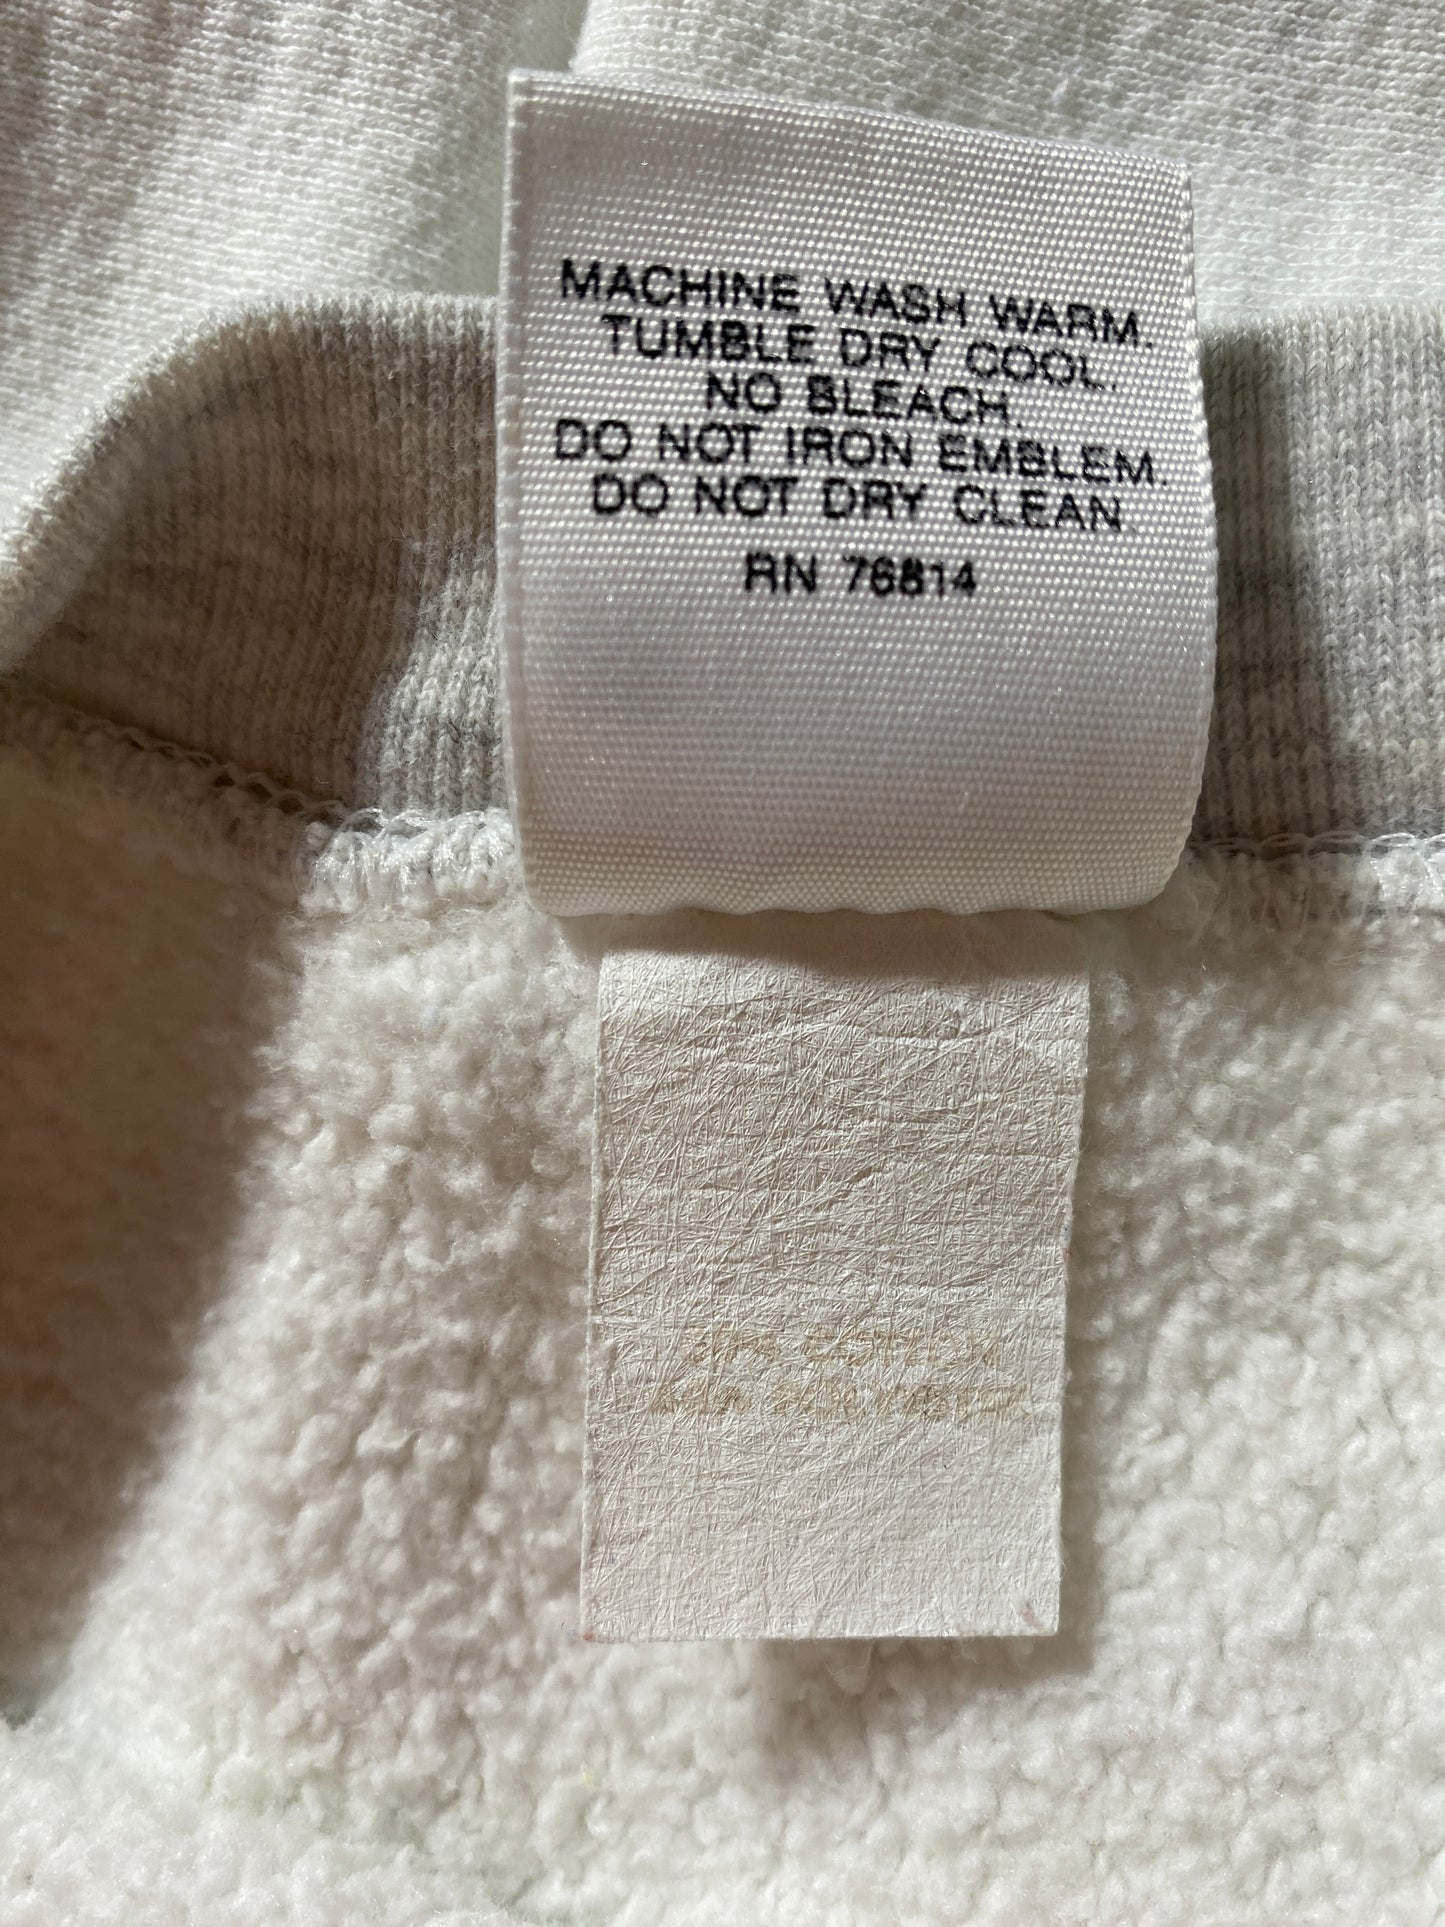 MACHINE WASH WARM.
TUMBLE DRY COOL.
NO BLEACH.
DO NOT IRON EMBLEM.
DO NOT DRY CLEAN.
RN 76814